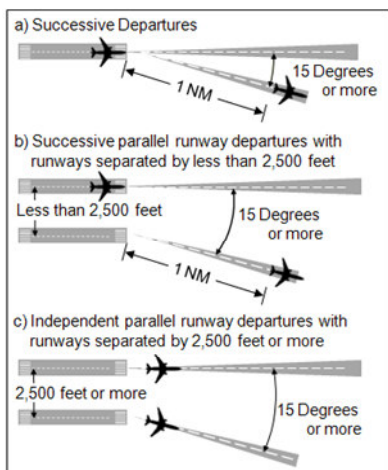 a) Successive Departures
15 Degrees
or more
1 NM
b) Successive parallel runway departures with
runways separated by less than 2,500 feet
Less than 2,500 feet
15 Degrees
or more
1 NM
c) Independent parallel runway departures with
runways separated by 2,500 feet or more
2,500 feet or more
15 Degrees
or more